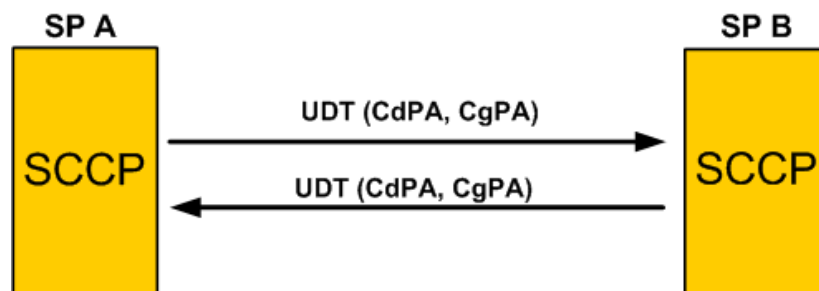 SP A
SP B
UDT (CdPA, CgPA)
SCCP
SCCP
UDT (CdPA, CgPA)